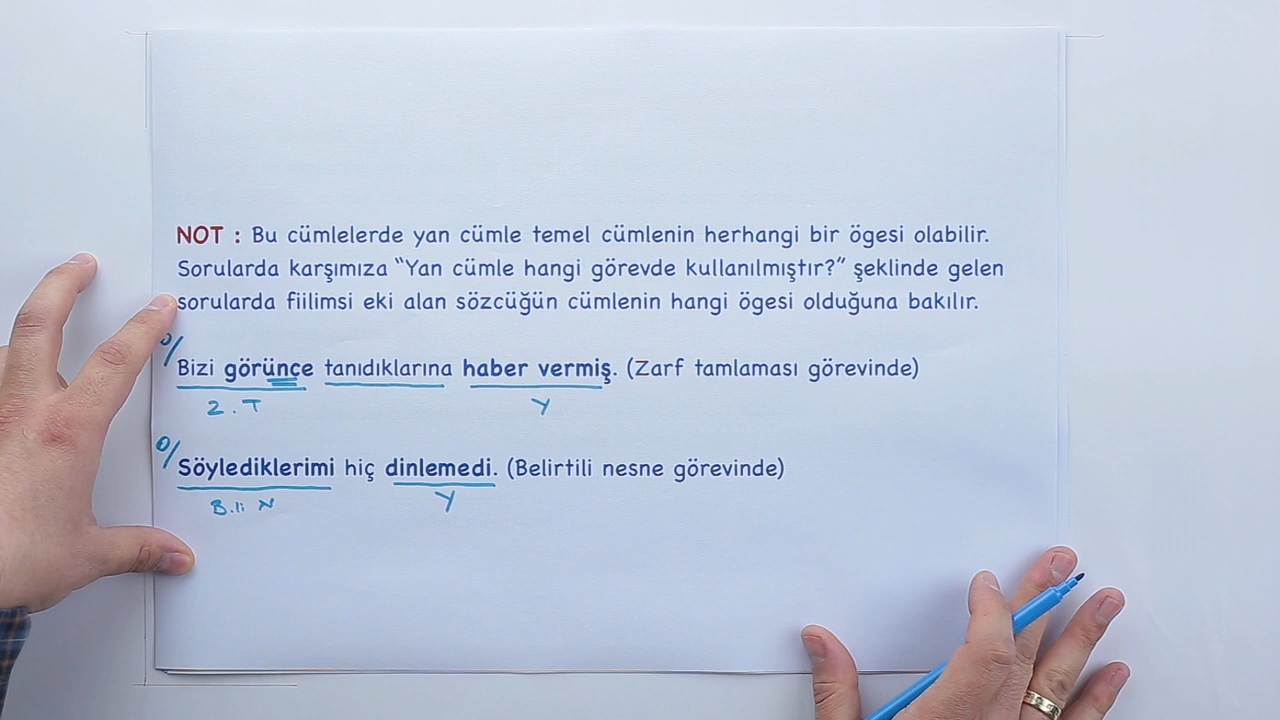 NOT : Bu cümlelerde yan cümle temel cümlenin herhangi bir ögesi olabilir.
Sorularda karşımıza “Yan cümle hangi görevde kullanılmıştır?” şeklinde gelen
sorularda fiilimsi eki alan sözcüğün cümlenin hangi ögesi olduğuna bakılır.
O/
Bizi görünçe tanıdıklarına haber vermiş. (Zarf tamlaması görevinde)
Z.T Y
O/
Söylediklerimi hiç dinlemedi. (Belirtili nesne görevinde)
B.li N Y